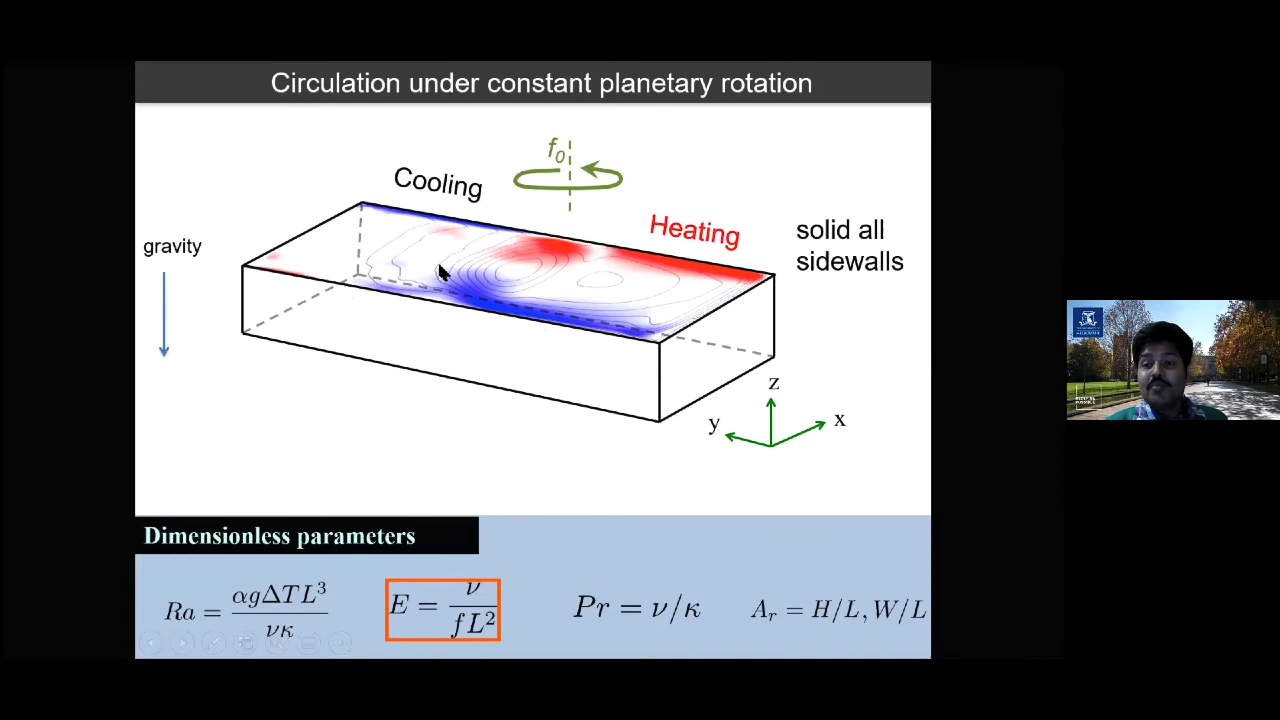 Circulation under constant planetary rotation
f₀
Cooling
Heating
solid all
sidewalls
gravity
z
y
x
Dimensionless parameters
Ra = αgΔTL³/νκ
E = ν/fL²
Pr = ν/κ
Aᵣ = H/L, W/L